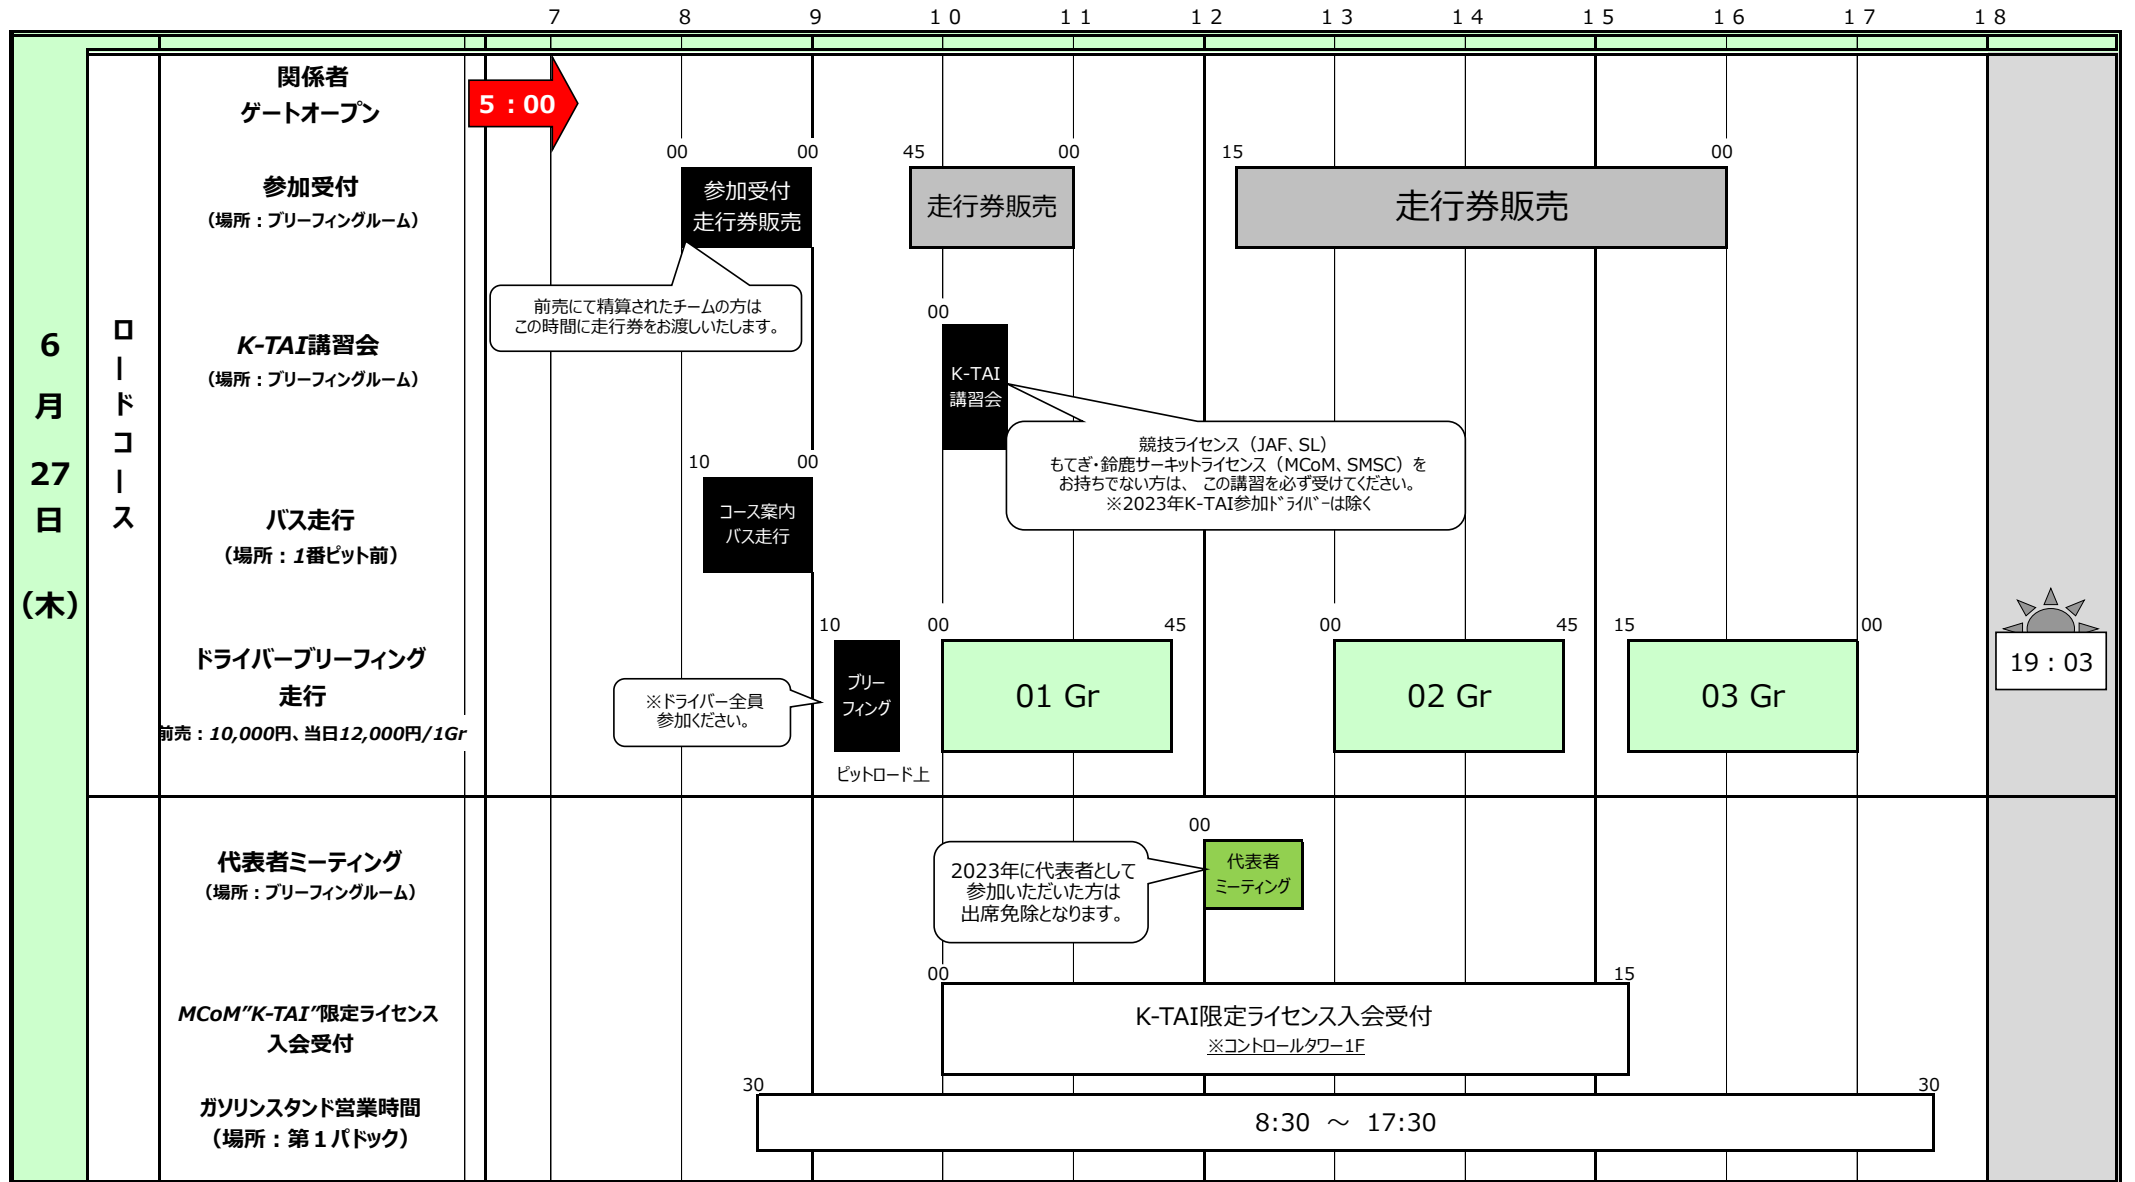 7 8 9 10 11 12 13 14 15 16 17 18
6
月
27
日
（木）
ロードコース
関係者
ゲートオープン
5：00
参加受付
（場所：ブリーフィングルーム）
00 00
参加受付
走行券販売
45 00
走行券販売
15 00
走行券販売
前売にて精算されたチームの方は
この時間に走行券をお渡しいたします。
K-TAI講習会
（場所：ブリーフィングルーム）
00
K-TAI
講習会
競技ライセンス（JAF、SL）
もてぎ・鈴鹿サーキットライセンス（MCoM、SMSC）を
お持ちでない方は、この講習を必ず受けてください。
※2023年K-TAI参加ﾄﾞﾗｲﾊﾞｰは除く
バス走行
（場所：1番ピット前）
10 00
コース案内
バス走行
ドライバーブリーフィング
走行
前売：10,000円、当日12,000円/1Gr
※ドライバー全員
参加ください。
10
ブリー
フィング
ピットロード上
00 45
01 Gr
00 45
02 Gr
15 00
03 Gr
19：03
代表者ミーティング
（場所：ブリーフィングルーム）
2023年に代表者として
参加いただいた方は
出席免除となります。
00
代表者
ミーティング
MCoM"K-TAI"限定ライセンス
入会受付
00 15
K-TAI限定ライセンス入会受付
※コントロールタワー1F
ガソリンスタンド営業時間
（場所：第１パドック）
30 30
8:30 ～ 17:30